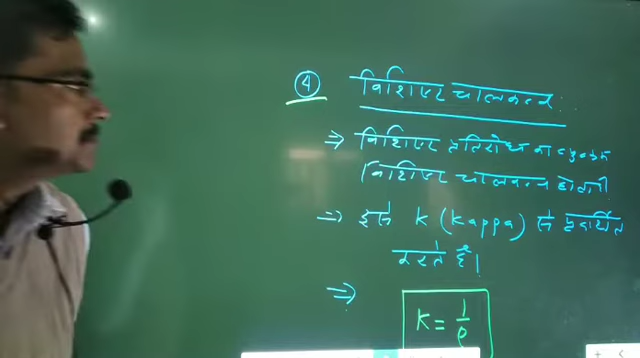 ④ विशिष्ट चालकत्व :
⇒ विशिष्ट प्रतिरोध का व्युत्क्रम
विशिष्ट चालकत्व होता
⇒ इसे K (Kappa) से प्रदर्शित
करते हैं।
⇒ K = 1/ρ